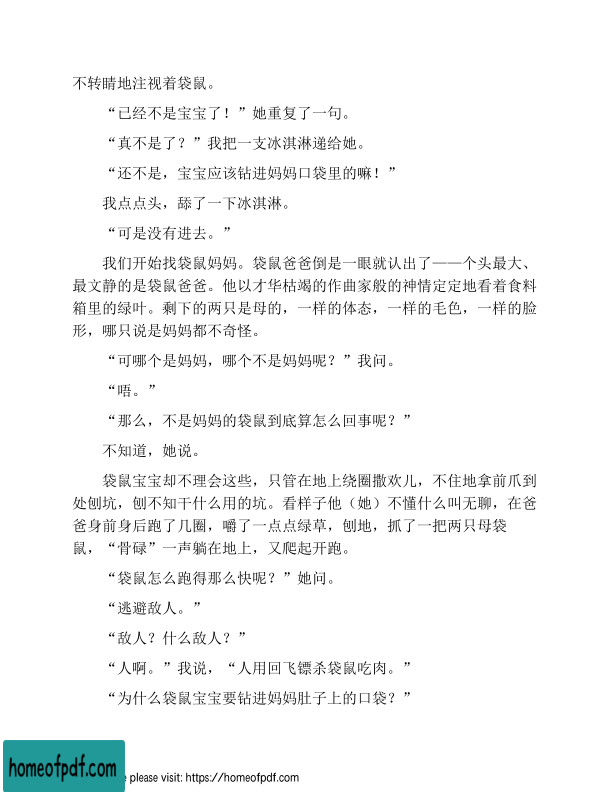 不转睛地注视着袋鼠。
“已经不是宝宝了！”她重复了一句。
“真不是了？”我把一支冰淇淋递给她。
“还不是，宝宝应该钻进妈妈口袋里的嘛！”
我点点头，舔了一下冰淇淋。
“可是没有进去。”
我们开始找袋鼠妈妈。袋鼠爸爸倒是一眼就认出了——个头最大、
最文静的是袋鼠爸爸。他以才华枯竭的作曲家般的神情定定地看着食料
箱里的绿叶。剩下的两只是母的，一样的体态，一样的毛色，一样的脸
形，哪只说是妈妈都不奇怪。
“可哪个是妈妈，哪个不是妈妈呢？”我问。
“唔。”
“那么，不是妈妈的袋鼠到底算怎么回事呢？”
不知道，她说。
袋鼠宝宝却不理会这些，只管在地上绕圈撒欢儿，不住地拿前爪到
处刨坑，刨不知干什么用的坑。看样子他（她）不懂什么叫无聊，在爸
爸身前身后跑了几圈，嚼了一点点绿草，刨地，抓了一把两只母袋
鼠，“骨碌”一声躺在地上，又爬起开跑。
“袋鼠怎么跑得那么快呢？”她问。
“逃避敌人。”
“敌人？什么敌人？”
“人啊。”我说，“人用回飞镖杀袋鼠吃肉。”
“为什么袋鼠宝宝要钻进妈妈肚子上的口袋？”
homeofpdf.com
e please visit: https://homeofpdf.com